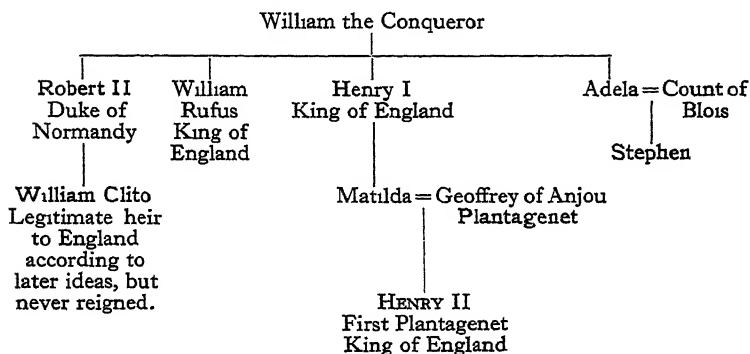 William the Conqueror
Robert II
Duke of
Normandy
William
Rufus
King of
England
Henry I
King of England
Adela = Count of
Blois
Stephen
William Clito
Legitimate heir
to England
according to
later ideas, but
never reigned.
Matilda = Geoffrey of Anjou
Plantagenet
HENRY II
First Plantagenet
King of England